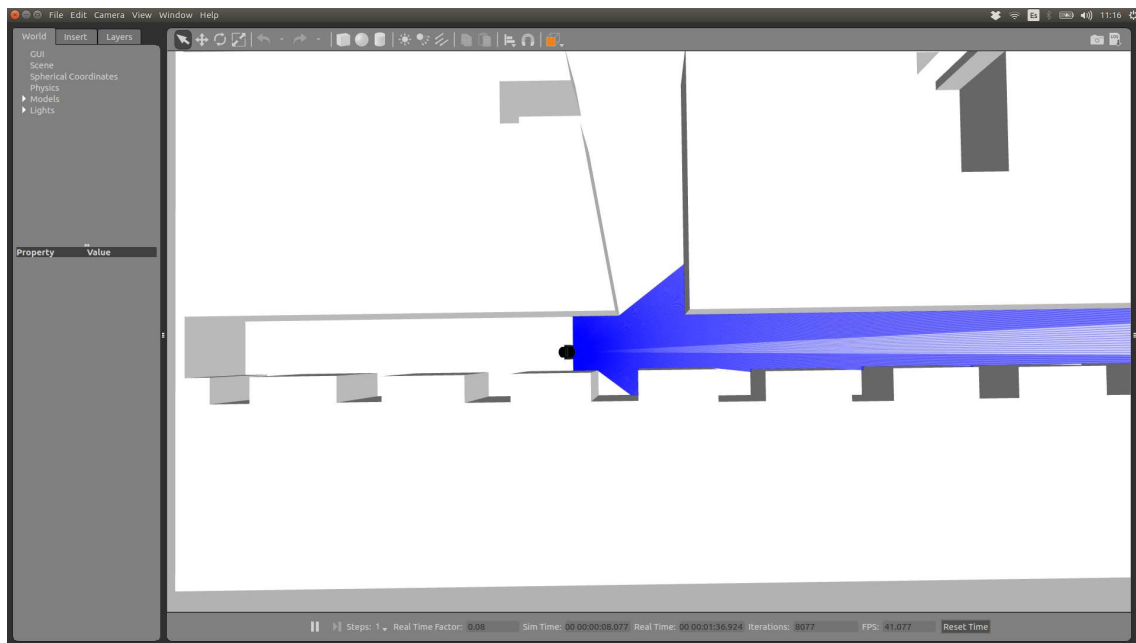 File Edit Camera View Window Help
Es
11:16
World Insert Layers
GUI
Scene
Spherical Coordinates
Physics
Models
Lights
Property Value
Steps: 1 Real Time Factor: 0.08 Sim Time: 00 00:00:08.077 Real Time: 00 00:01:36.924 Iterations: 8077 FPS: 41.077 Reset Time